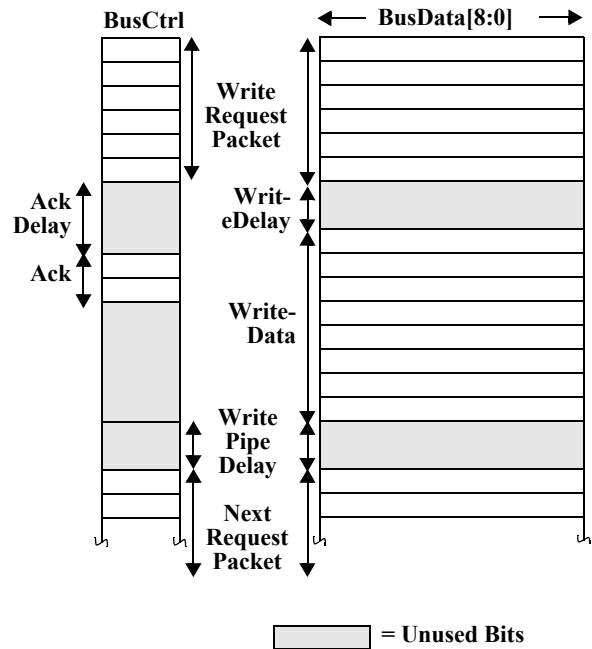 BusCtrl
BusData[8:0]
Write
Request
Packet
Ack
Delay
Writ-
eDelay
Ack
Write-
Data
Write
Pipe
Delay
Next
Request
Packet
= Unused Bits